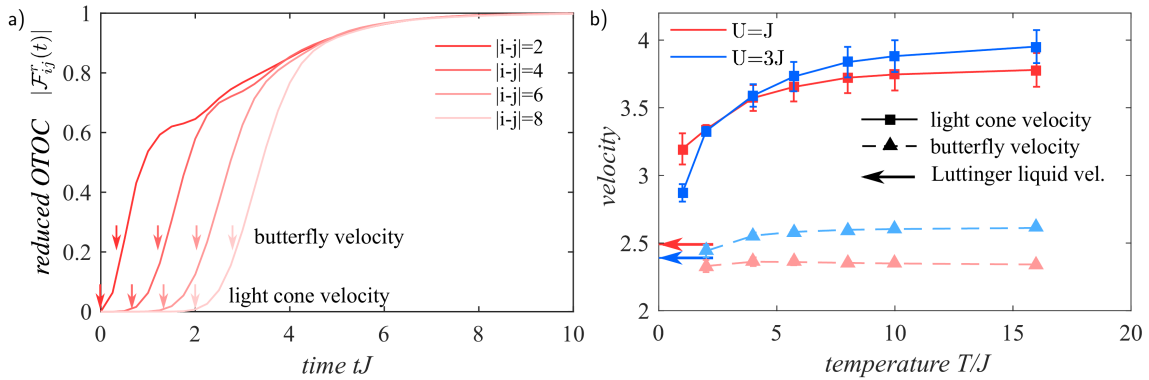 a)
reduced OTOC |𝓕ʳᵢⱼ(t)|
1
0.8
0.6
0.4
0.2
0
|i-j|=2
|i-j|=4
|i-j|=6
|i-j|=8
butterfly velocity
light cone velocity
0 2 4 6 8 10
time tJ
b)
velocity
4
3.5
3
2.5
2
U=J
U=3J
light cone velocity
butterfly velocity
Luttinger liquid vel.
0 5 10 15 20
temperature T/J